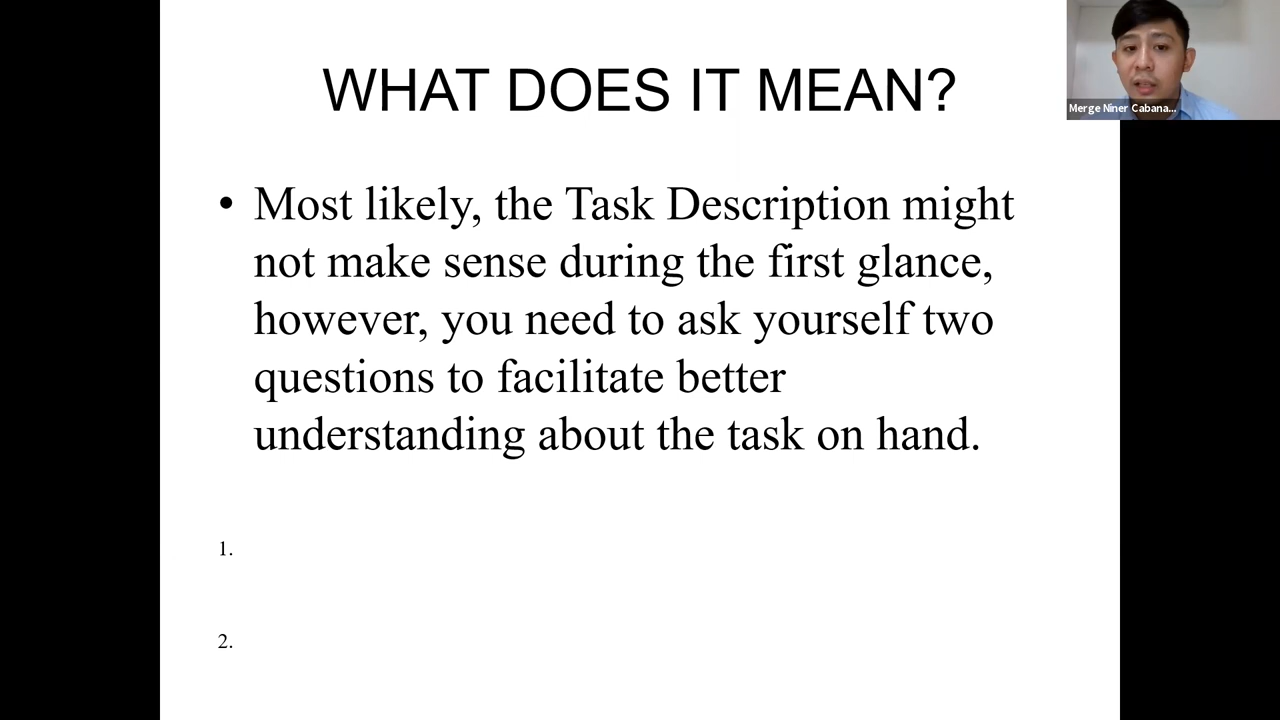 WHAT DOES IT MEAN?
Merge Niner Cabana...
• Most likely, the Task Description might
not make sense during the first glance,
however, you need to ask yourself two
questions to facilitate better
understanding about the task on hand.
1.
2.